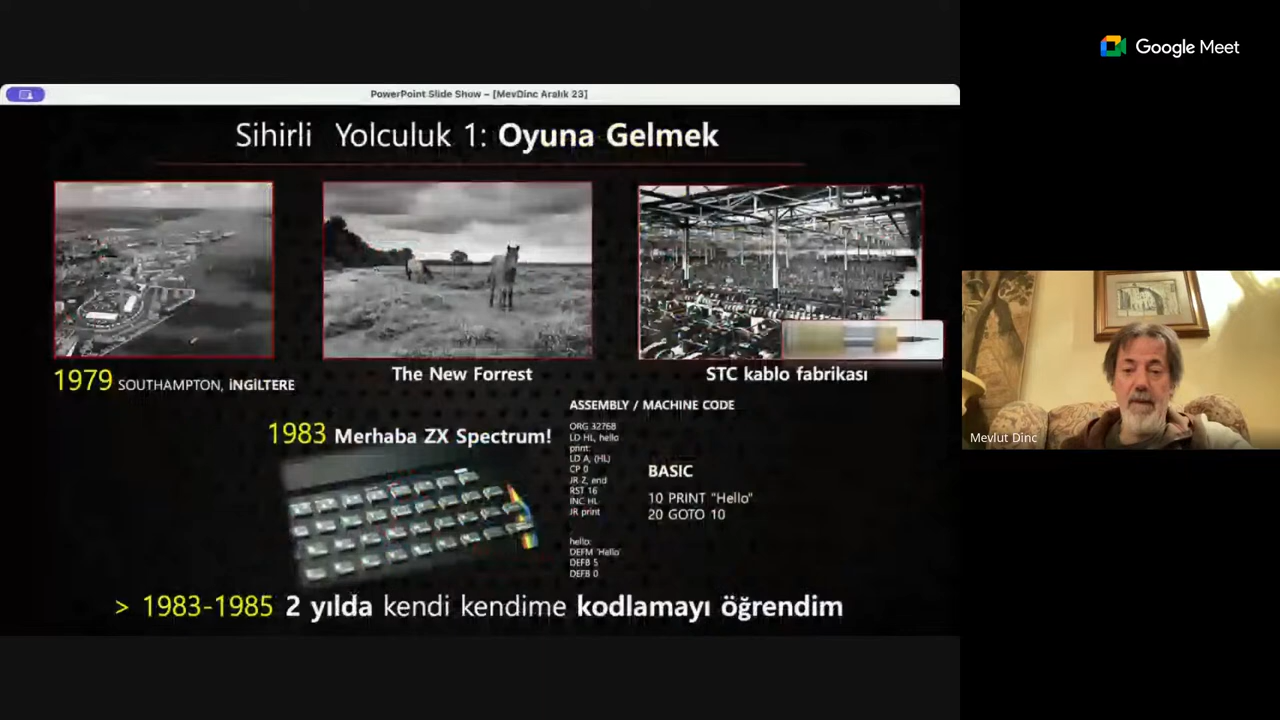 Google Meet
PowerPoint Slide Show – [MevDinc Aralık 23]
Sihirli Yolculuk 1: Oyuna Gelmek
1979 SOUTHAMPTON, İNGİLTERE
The New Forrest
STC kablo fabrikası
1983 Merhaba ZX Spectrum!
ASSEMBLY / MACHINE CODE
ORG 32768
LD HL, hello
print:
LD A, (HL)
CP 0
JR Z, end
RST 16
INC HL
JR print
hello:
DEFM 'Hello'
DEFB 5
DEFB 0
BASIC
10 PRINT "Hello"
20 GOTO 10
> 1983-1985 2 yılda kendi kendime kodlamayı öğrendim
Mevlut Dinc